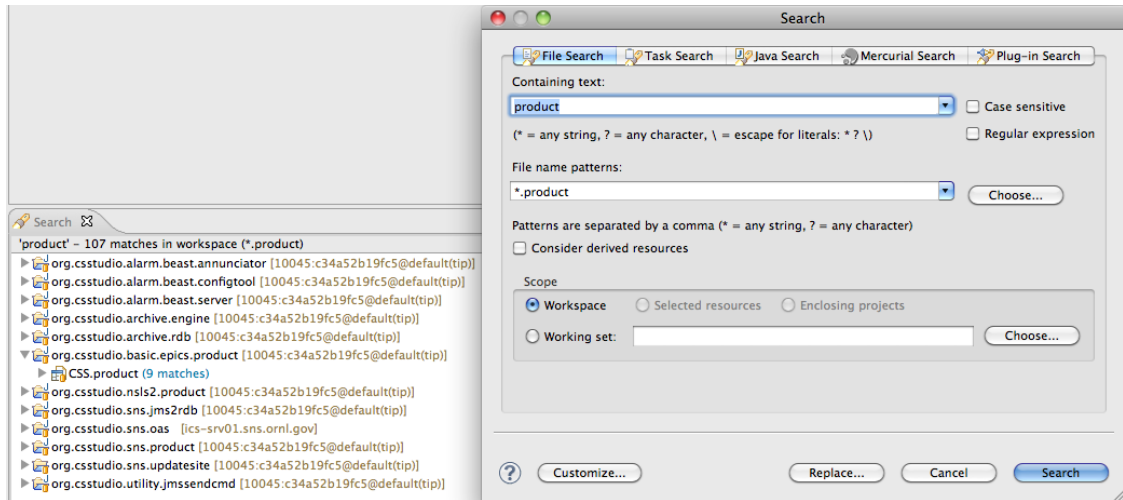 Search
File Search
Task Search
Java Search
Mercurial Search
Plug-in Search
Containing text:
product
Case sensitive
(* = any string, ? = any character, \ = escape for literals: * ? \)
Regular expression
File name patterns:
*.product
Choose...
Patterns are separated by a comma (* = any string, ? = any character)
Consider derived resources
Scope
Workspace
Selected resources
Enclosing projects
Working set:
Choose...
?
Customize...
Replace...
Cancel
Search
Search
'product' - 107 matches in workspace (*.product)
org.csstudio.alarm.beast.annunciator [10045:c34a52b19fc5@default(tip)]
org.csstudio.alarm.beast.configtool [10045:c34a52b19fc5@default(tip)]
org.csstudio.alarm.beast.server [10045:c34a52b19fc5@default(tip)]
org.csstudio.archive.engine [10045:c34a52b19fc5@default(tip)]
org.csstudio.archive.rdb [10045:c34a52b19fc5@default(tip)]
org.csstudio.basic.epics.product [10045:c34a52b19fc5@default(tip)]
CSS.product (9 matches)
org.csstudio.nsls2.product [10045:c34a52b19fc5@default(tip)]
org.csstudio.sns.jms2rdb [10045:c34a52b19fc5@default(tip)]
org.csstudio.sns.oas [ics-srv01.sns.ornl.gov]
org.csstudio.sns.product [10045:c34a52b19fc5@default(tip)]
org.csstudio.sns.updatesite [10045:c34a52b19fc5@default(tip)]
org.csstudio.utility.jmssendcmd [10045:c34a52b19fc5@default(tip)]